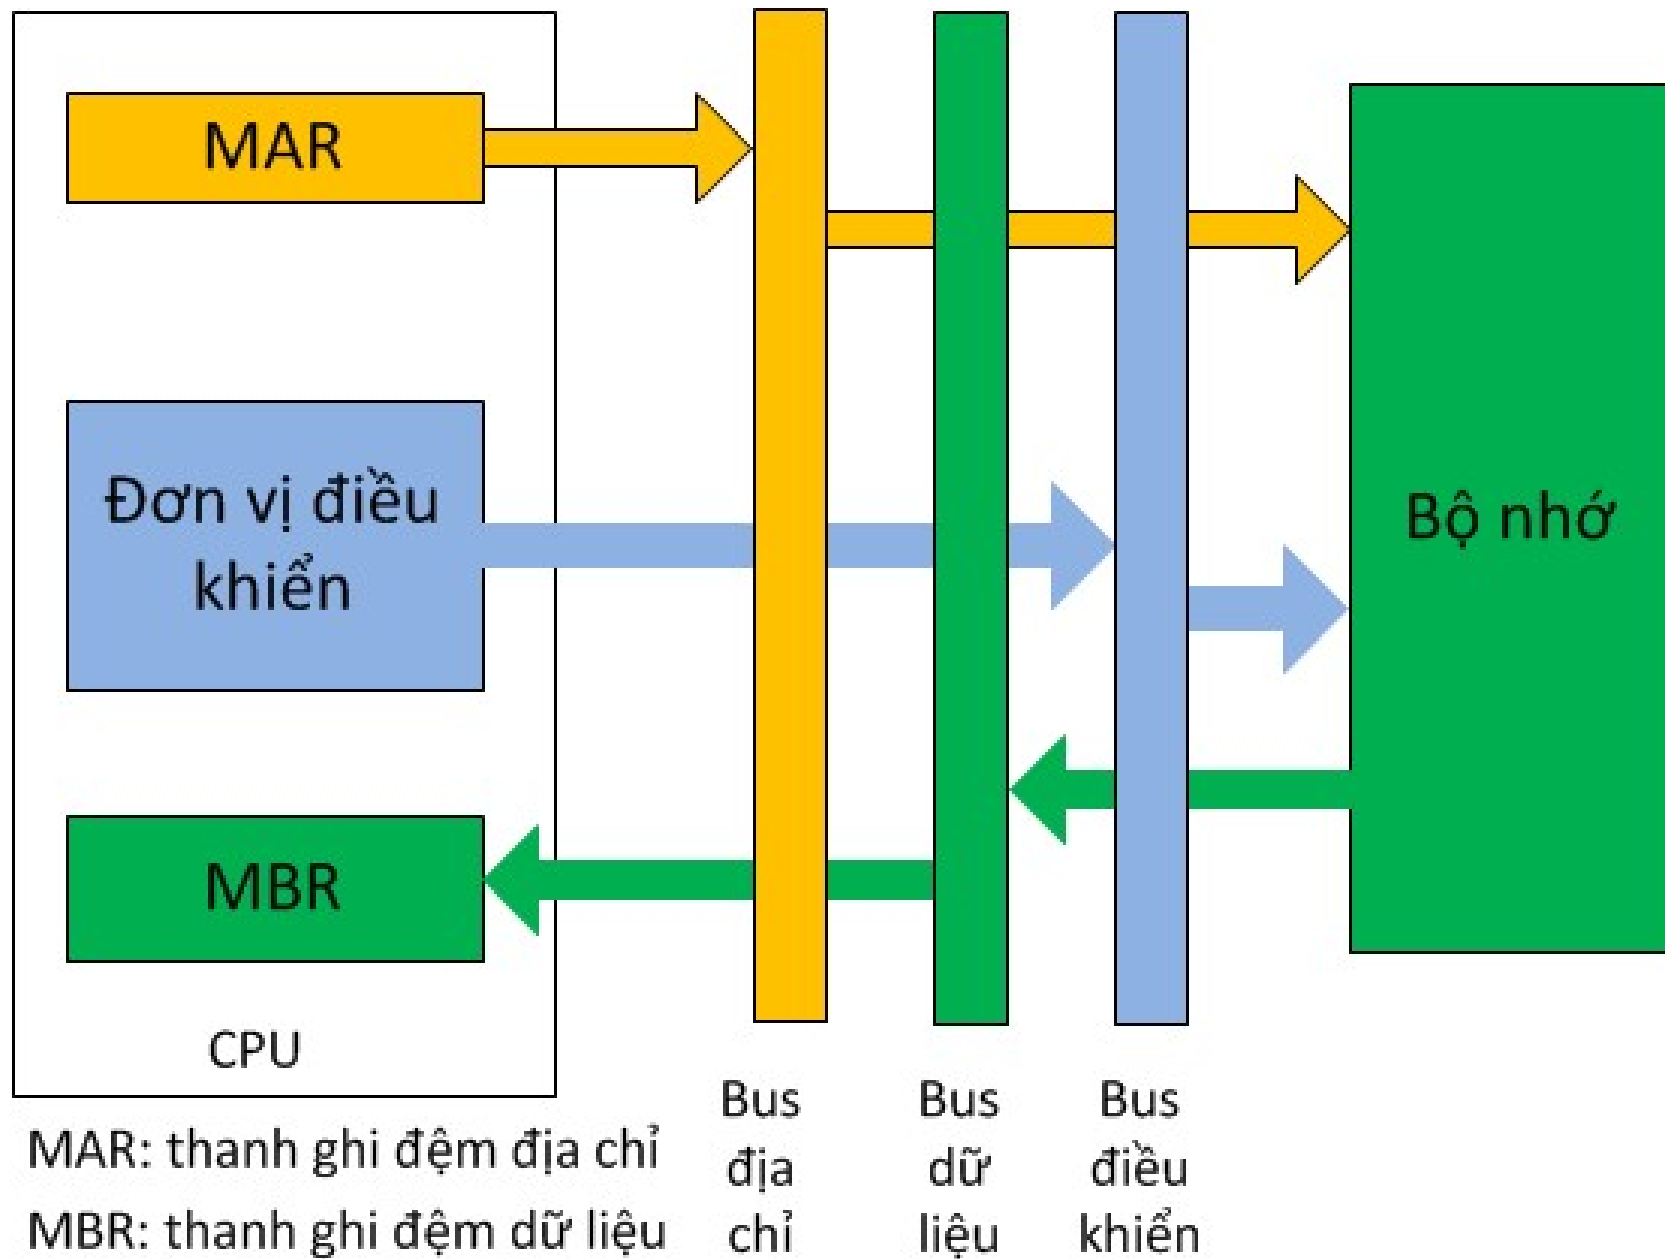 MAR
Đơn vị điều
khiển
Bộ nhớ
MBR
CPU
MAR: thanh ghi đệm địa chỉ
MBR: thanh ghi đệm dữ liệu
Bus
địa
chỉ
Bus
dữ
liệu
Bus
điều
khiển